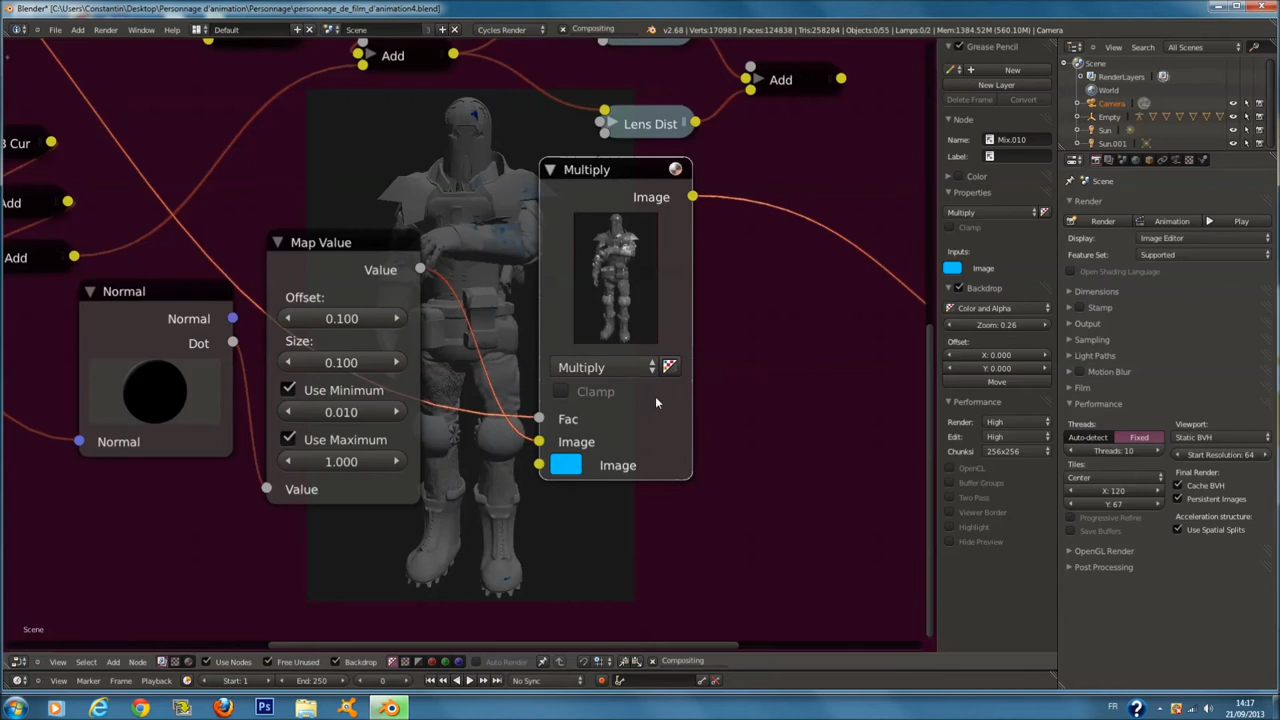 Blender* [C:\Users\Constantin\Desktop\Personnage d'animation\Personnage\personnage_de_film_d'animation4.blend]
File Add Render Window Help Default Scene Cycles Render Compositing v2.68 | Verts:170983 | Faces:124838 | Tris:258284 | Objects:0/55 | Lamps:0/2 | Mem:1384.52M (560.10M) | Camera
Add
Add
Lens Dist
B Cur
Add
Add
Normal
Normal
Dot
Normal
Map Value
Value
Offset:
0.100
Size:
0.100
Use Minimum
0.010
Use Maximum
1.000
Value
Multiply
Image
Multiply
Clamp
Fac
Image
Image
Scene
Grease Pencil
New
New Layer
Delete Frame Convert
Node
Name: Mix.010
Label:
Color
Properties
Multiply
Clamp
Inputs:
Image
Backdrop
Color and Alpha
Zoom: 0.26
Offset:
X: 0.000
Y: 0.000
Move
Performance
Render: High
Edit: High
Chunksi 256x256
OpenCL
Buffer Groups
Two Pass
Viewer Border
Highlight
Hide Preview
View Search All Scenes
Scene
RenderLayers
World
Camera
Empty
Sun
Sun.001
Scene
Render
Render Animation Play
Display: Image Editor
Feature Set: Supported
Open Shading Language
Dimensions
Stamp
Output
Sampling
Light Paths
Motion Blur
Film
Performance
Threads: Viewport:
Auto-detect Fixed Static BVH
Threads: 10 Start Resolution: 64
Tiles: Final Render:
Center Cache BVH
X: 120 Persistent Images
Y: 67 Acceleration structure:
Progressive Refine Use Spatial Splits
Save Buffers
OpenGL Render
Post Processing
View Select Add Node Use Nodes Free Unused Backdrop Auto Render Compositing
View Marker Frame Playback Start: 1 End: 250 0 No Sync
FR 14:17
21/09/2013